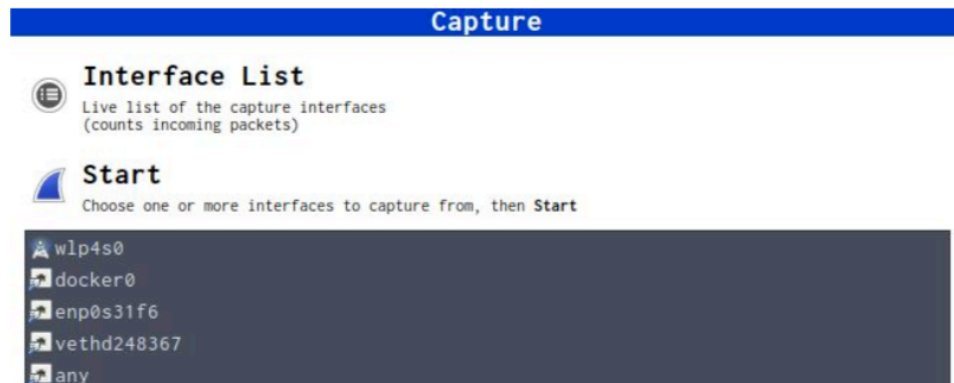 Capture
Interface List
Live list of the capture interfaces
(counts incoming packets)
Start
Choose one or more interfaces to capture from, then Start
wlp4s0
docker0
enp0s31f6
vethd248367
any